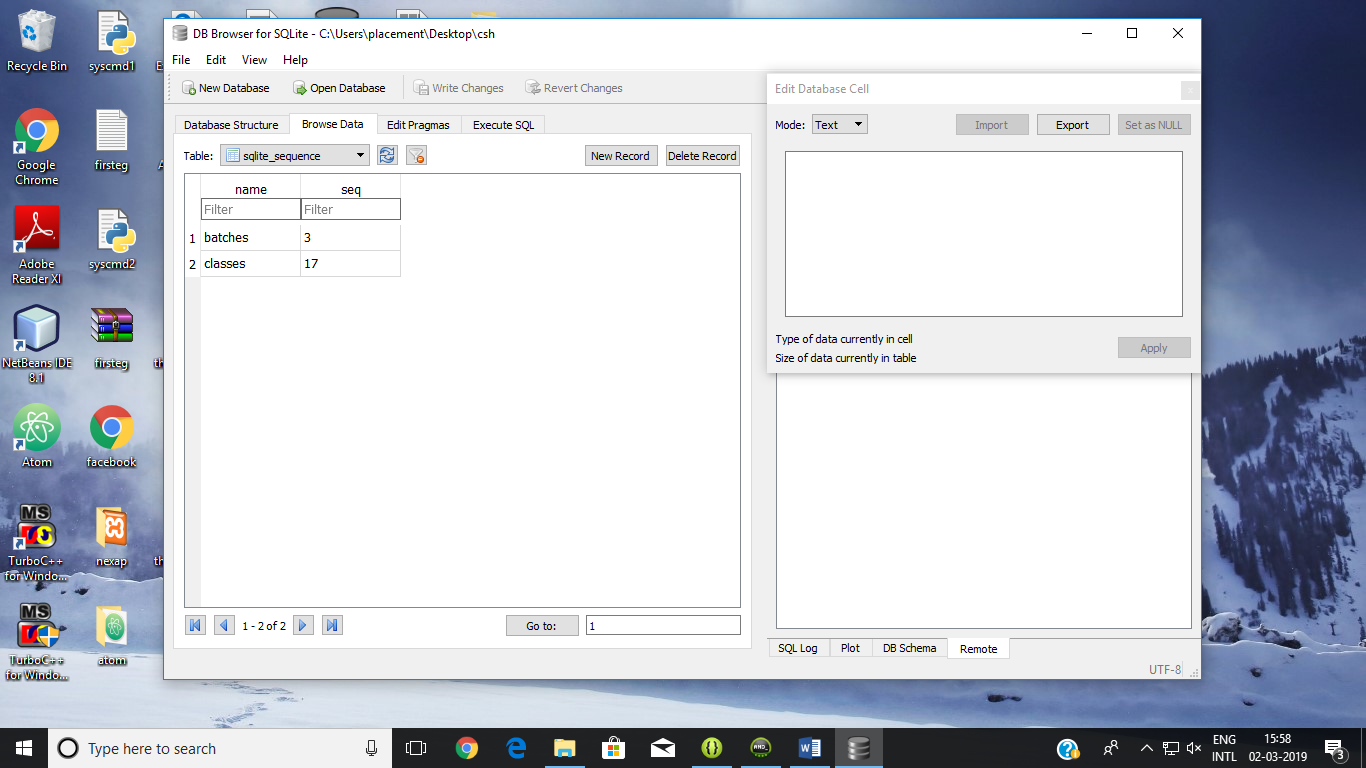 Recycle Bin
syscmd1
E
Google
Chrome
firsteg
A
Adobe
Reader XI
syscmd2
NetBeans IDE
8.1
firsteg
th
Atom
facebook
TurboC++
for Windo...
nexap
th
TurboC++
for Windo...
atom
DB Browser for SQLite - C:\Users\placement\Desktop\csh
File Edit View Help
New Database Open Database Write Changes Revert Changes
Database Structure Browse Data Edit Pragmas Execute SQL
Table: sqlite_sequence New Record Delete Record
name seq
Filter Filter
1 batches 3
2 classes 17
1 - 2 of 2 Go to: 1
Edit Database Cell
Mode: Text Import Export Set as NULL
Type of data currently in cell
Size of data currently in table
Apply
SQL Log Plot DB Schema Remote
UTF-8
Type here to search
ENG
INTL
15:58
02-03-2019
3